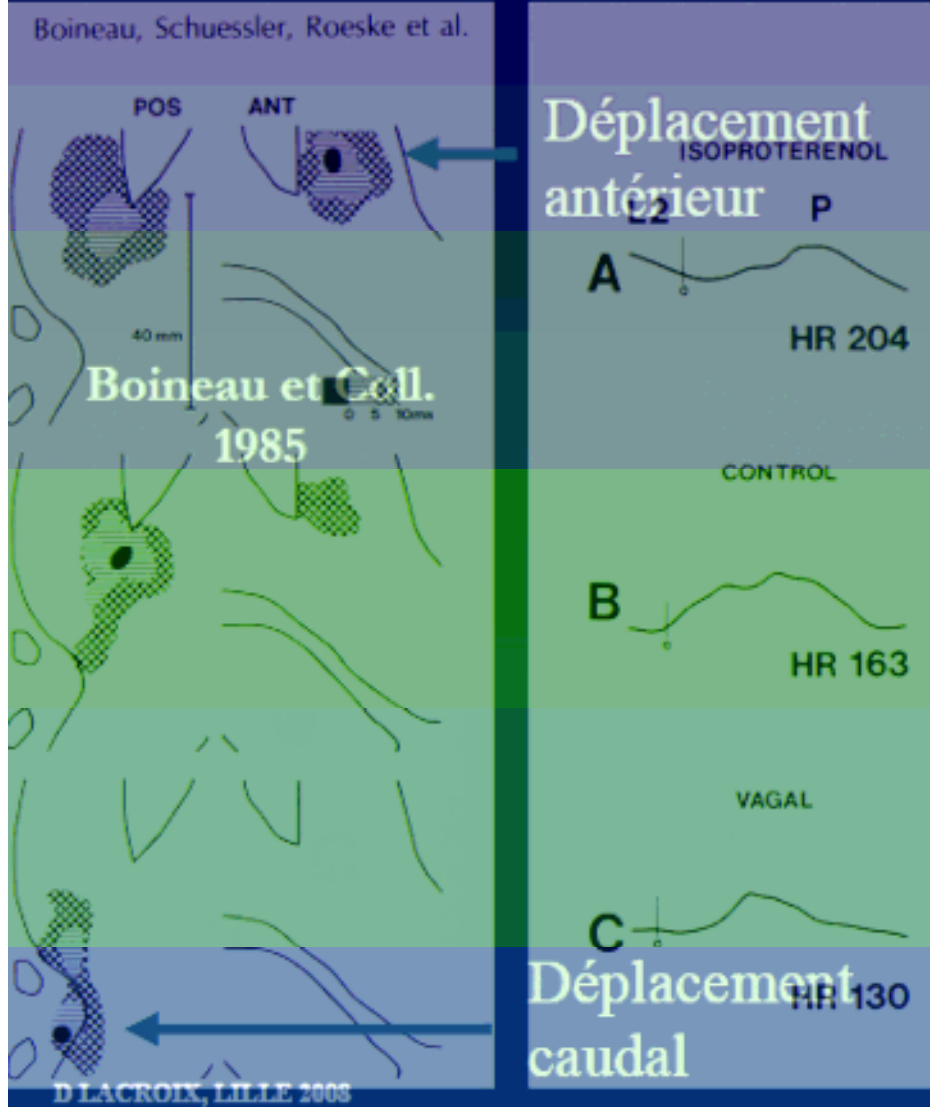 Boineau, Schuessler, Roeske et al.
POS ANT
Déplacement
antérieur
ISOPROTERENOL
L2 P
A
HR 204
40 mm
Boineau et Coll.
1985
0 5 10ms
CONTROL
B
HR 163
VAGAL
C
HR 130
Déplacement
caudal
D LACROIX, LILLE 2008